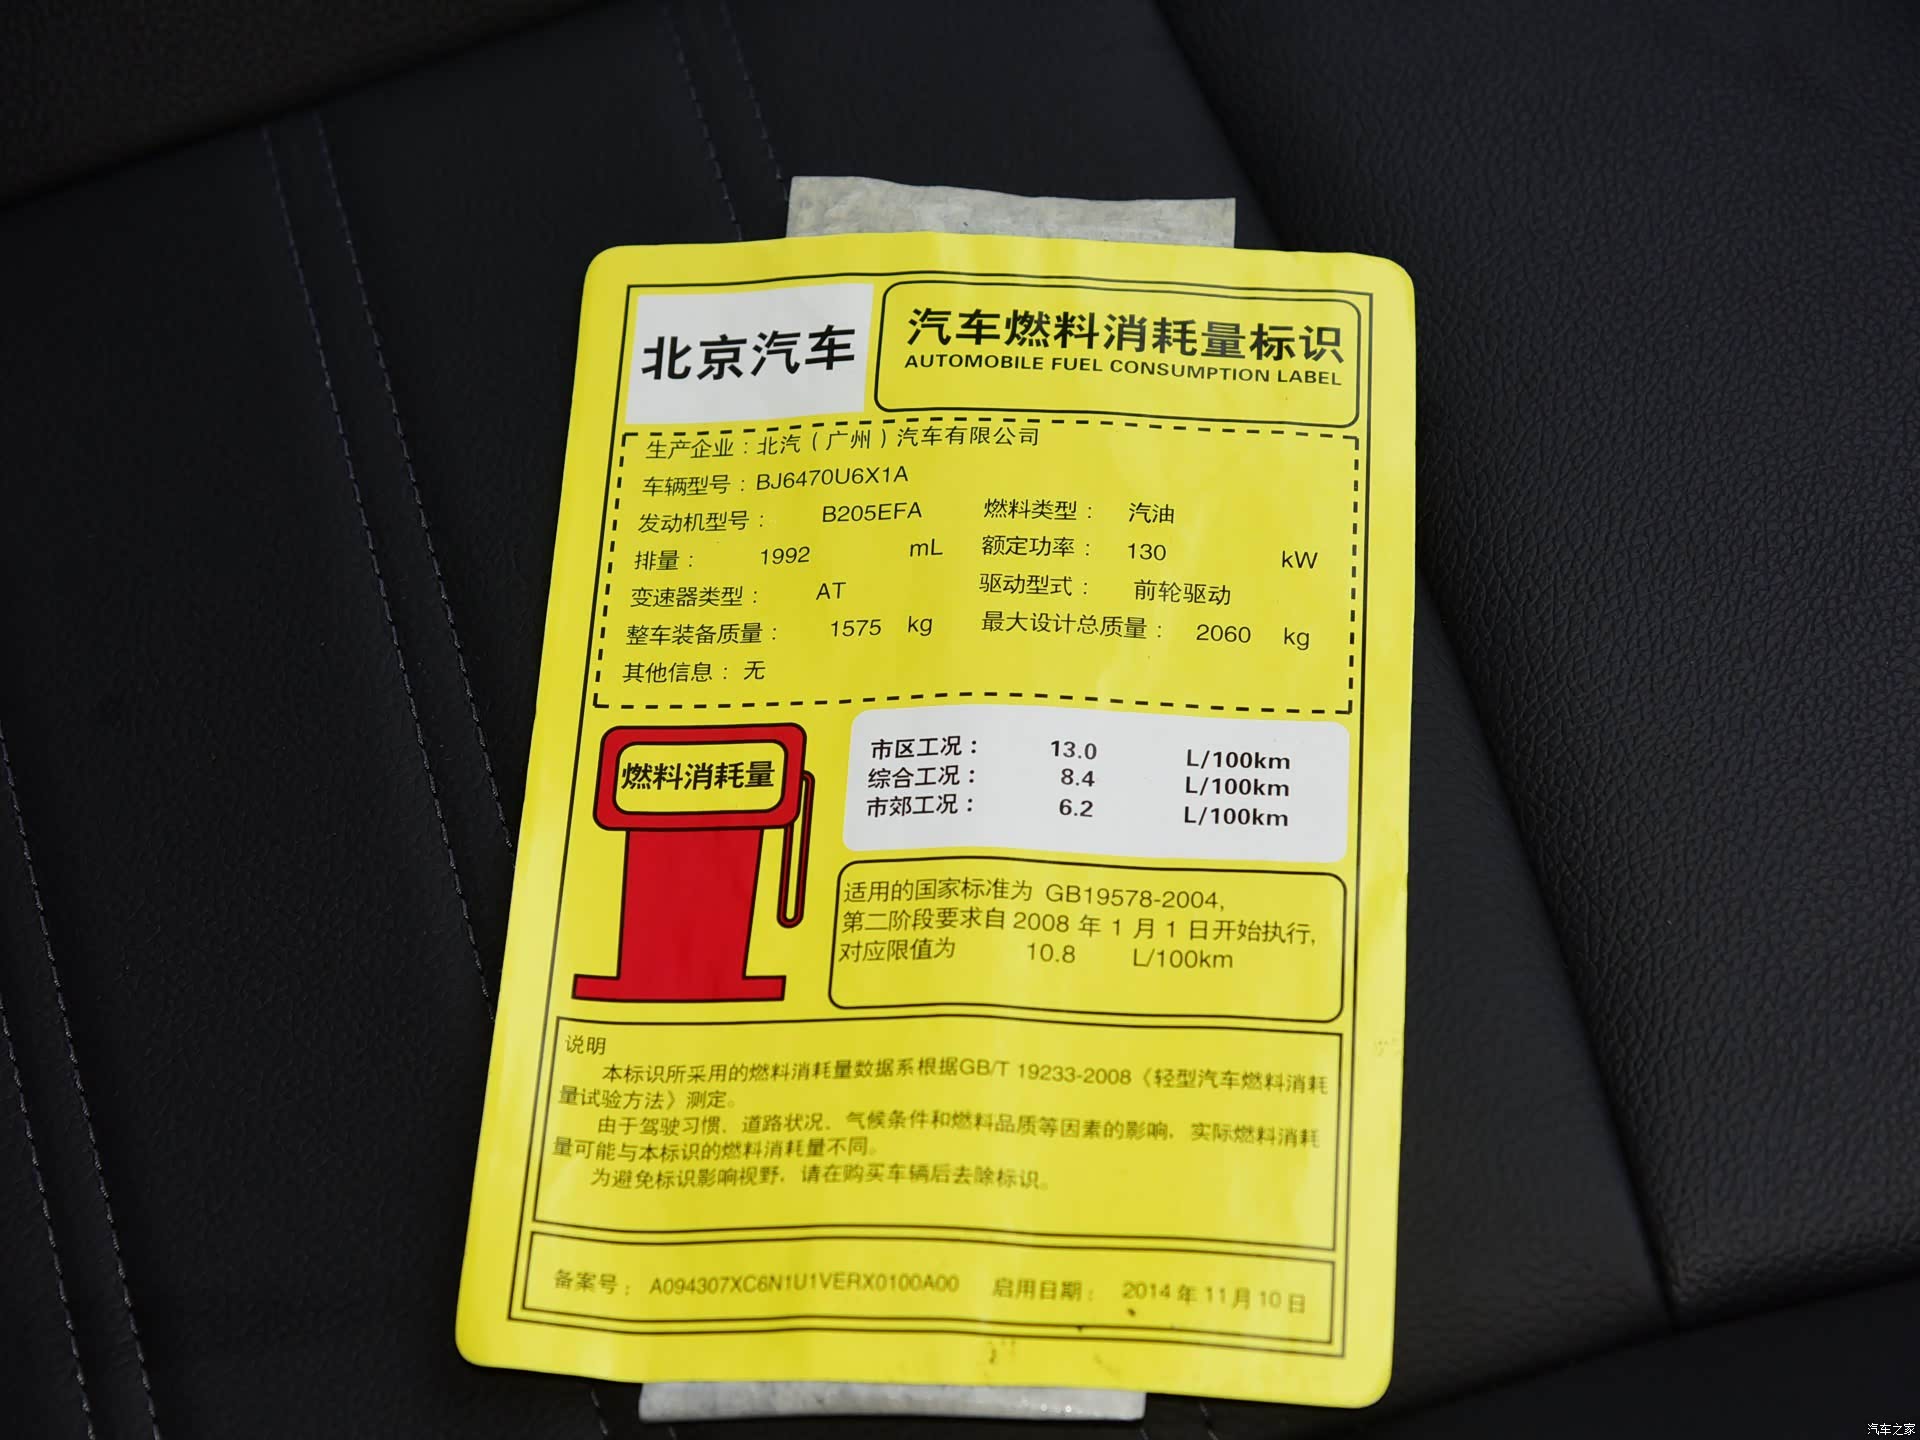 北京汽车
汽车燃料消耗量标识
AUTOMOBILE FUEL CONSUMPTION LABEL
生产企业：北汽（广州）汽车有限公司
车辆型号：BJ6470U6X1A
发动机型号： B205EFA 燃料类型： 汽油
排量： 1992 mL 额定功率： 130 kW
变速器类型： AT 驱动型式： 前轮驱动
整车装备质量： 1575 kg 最大设计总质量： 2060 kg
其他信息：无
燃料消耗量
市区工况： 13.0 L/100km
综合工况： 8.4 L/100km
市郊工况： 6.2 L/100km
适用的国家标准为 GB19578-2004,
第二阶段要求自 2008 年 1 月 1 日开始执行,
对应限值为 10.8 L/100km
说明
本标识所采用的燃料消耗量数据系根据GB/T 19233-2008《轻型汽车燃料消耗
量试验方法》测定。
由于驾驶习惯、道路状况、气候条件和燃料品质等因素的影响，实际燃料消耗
量可能与本标识的燃料消耗量不同。
为避免标识影响视野，请在购买车辆后去除标识。
备案号： A094307XC6N1U1VERX0100A00 启用日期： 2014 年 11 月 10 日
汽车之家